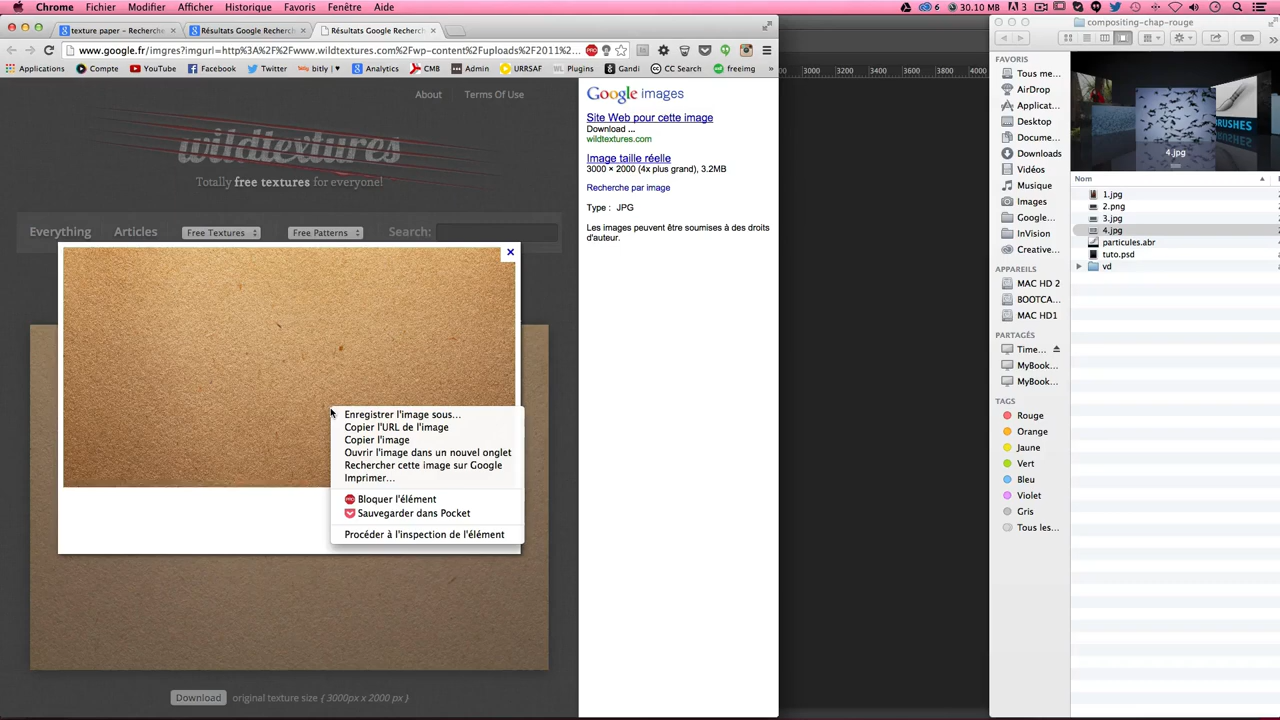 Chrome Fichier Modifier Afficher Historique Favoris Fenêtre Aide
6 3 30.10 MB
texture paper – Recherche Résultats Google Recherche Résultats Google Recherche
www.google.fr/imgres?imgurl=http%3A%2F%2Fwww.wildtextures.com%2Fwp-content%2Fuploads%2F2011%2...
Applications Compte YouTube Facebook Twitter bitly Analytics CMB Admin URRSAF Plugins Gandi CC Search freeimg »
About Terms Of Use
wildtextures
Totally free textures for everyone!
Everything Articles Free Textures Free Patterns Search:
Enregistrer l'image sous...
Copier l'URL de l'image
Copier l'image
Ouvrir l'image dans un nouvel onglet
Rechercher cette image sur Google
Imprimer...
Bloquer l'élément
Sauvegarder dans Pocket
Procéder à l'inspection de l'élément
Download original texture size { 3000px x 2000 px }
Google images
Site Web pour cette image
Download ...
wildtextures.com
Image taille réelle
3000 × 2000 (4x plus grand), 3.2MB
Recherche par image
Type : JPG
Les images peuvent être soumises à des droits
d'auteur.
3000 3200 3400 3600 3800 4000
compositing-chap-rouge
FAVORIS
Tous me...
AirDrop
Applicat...
Desktop
Docume...
Downloads
Vidéos
Musique
Images
Google...
InVision
Creative...
APPAREILS
MAC HD 2
BOOTCA...
MAC HD1
PARTAGÉS
Time...
MyBook...
MyBook...
TAGS
Rouge
Orange
Jaune
Vert
Bleu
Violet
Gris
Tous les...
BRUSHES
4.jpg
Nom
1.jpg
2.png
3.jpg
4.jpg
particules.abr
tuto.psd
vd